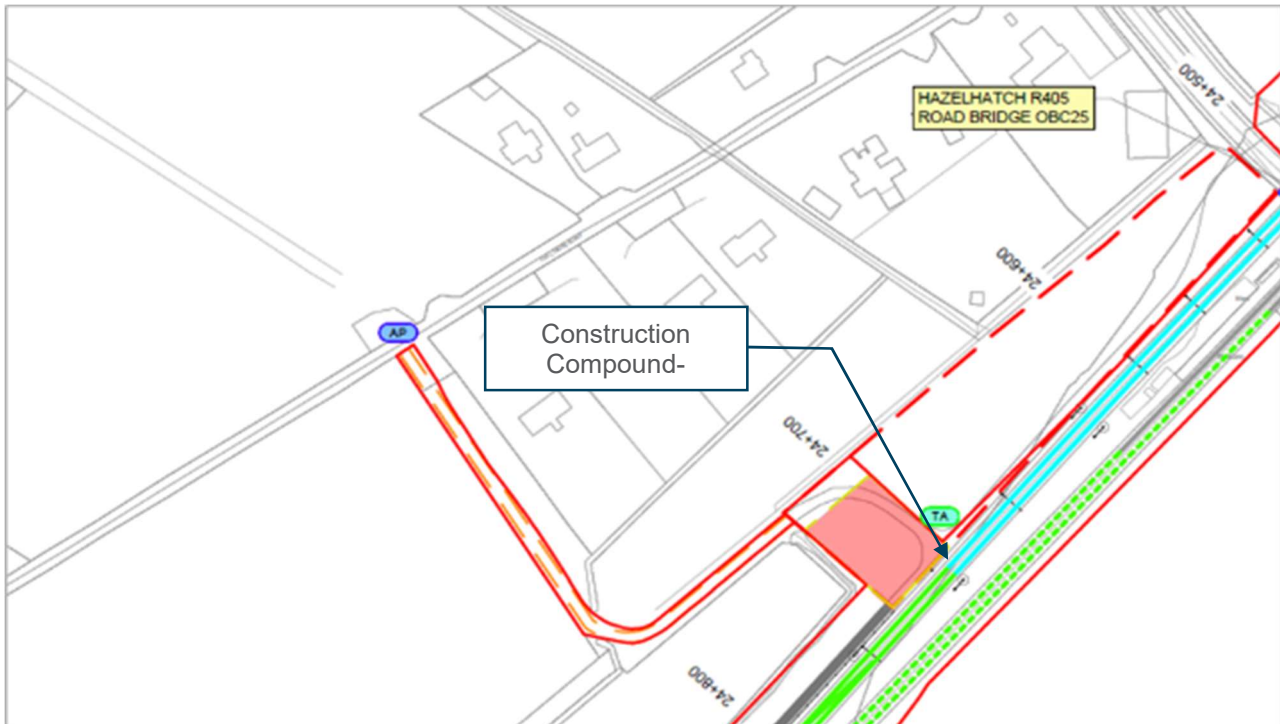 24+500
HAZELHATCH R405
ROAD BRIDGE OBC25
24+600
AP
Construction
Compound-
24+700
TA
24+800